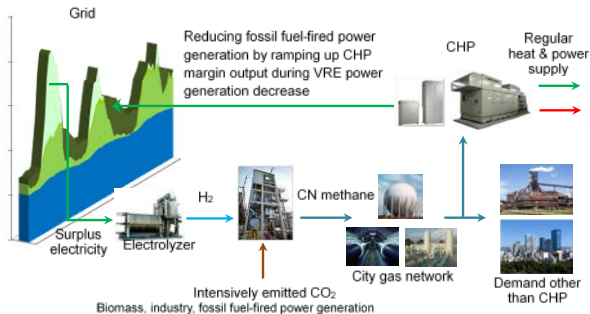 Grid
Reducing fossil fuel-fired power
generation by ramping up CHP
margin output during VRE power
generation decrease
CHP
Regular
heat & power
supply
Surplus
electricity
Electrolyzer
H₂
CN methane
City gas network
Demand other
than CHP
Intensively emitted CO₂
Biomass, industry, fossil fuel-fired power generation